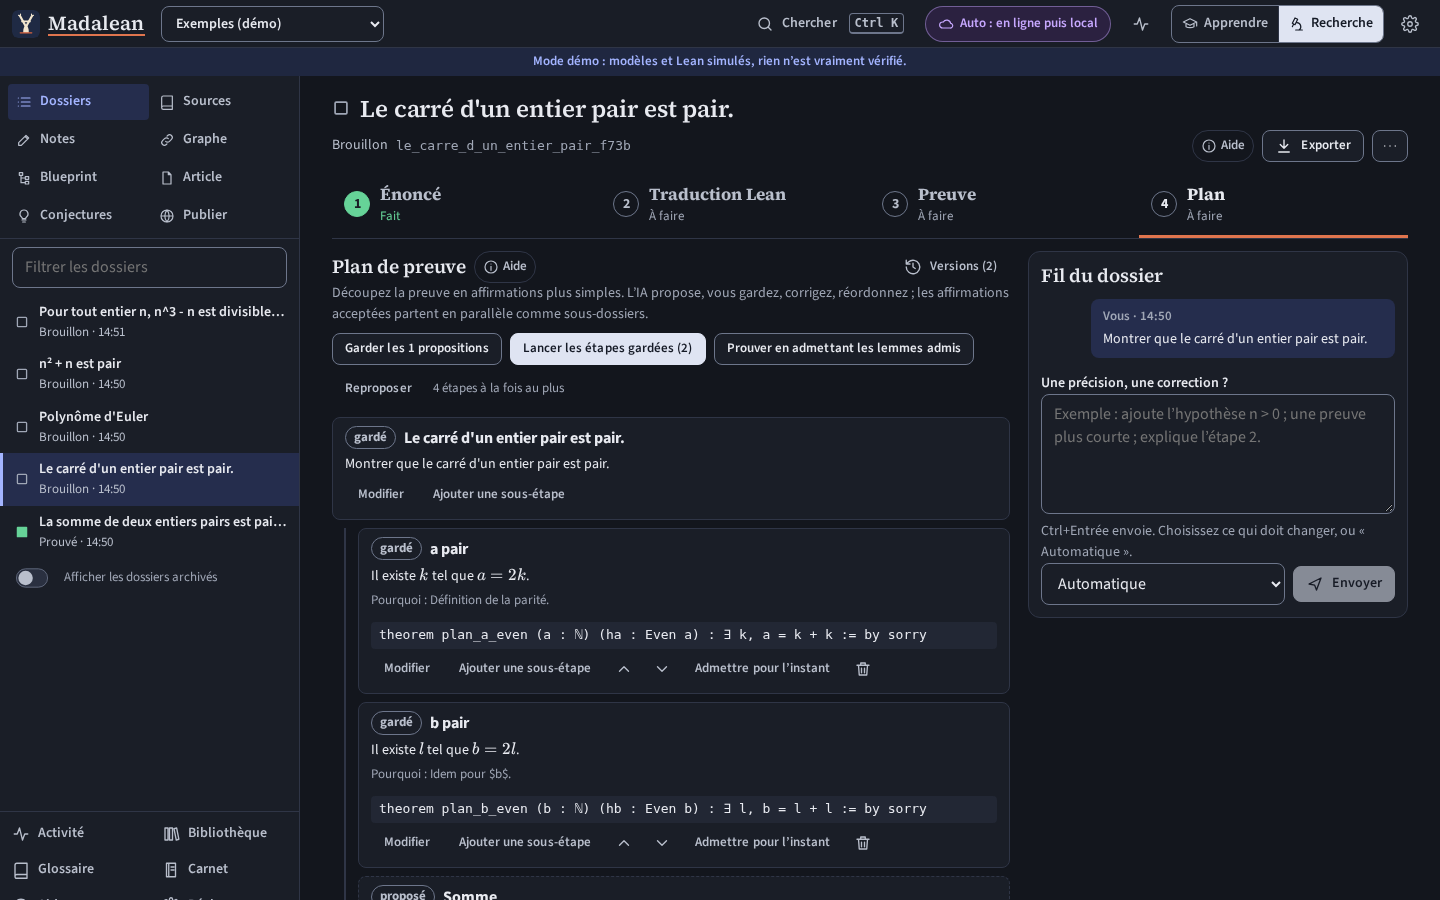 Madalean
Exemples (démo)
Chercher Ctrl K
Auto : en ligne puis local
Apprendre
Recherche
Mode démo : modèles et Lean simulés, rien n’est vraiment vérifié.
Dossiers
Sources
Notes
Graphe
Blueprint
Article
Conjectures
Publier
Filtrer les dossiers
Pour tout entier n, n^3 - n est divisible…
Brouillon · 14:51
n² + n est pair
Brouillon · 14:50
Polynôme d'Euler
Brouillon · 14:50
Le carré d'un entier pair est pair.
Brouillon · 14:50
La somme de deux entiers pairs est pai…
Prouvé · 14:50
Afficher les dossiers archivés
Activité
Bibliothèque
Glossaire
Carnet
Le carré d'un entier pair est pair.
Brouillon le_carre_d_un_entier_pair_f73b
Aide
Exporter
...
1 Énoncé
Fait
2 Traduction Lean
À faire
3 Preuve
À faire
4 Plan
À faire
Plan de preuve
Aide
Versions (2)
Découpez la preuve en affirmations plus simples. L’IA propose, vous gardez, corrigez, réordonnez ; les affirmations
acceptées partent en parallèle comme sous-dossiers.
Garder les 1 propositions
Lancer les étapes gardées (2)
Prouver en admettant les lemmes admis
Reproposer
4 étapes à la fois au plus
gardé Le carré d'un entier pair est pair.
Montrer que le carré d'un entier pair est pair.
Modifier
Ajouter une sous-étape
gardé a pair
Il existe k tel que a = 2k.
Pourquoi : Définition de la parité.
theorem plan_a_even (a : ℕ) (ha : Even a) : ∃ k, a = k + k := by sorry
Modifier
Ajouter une sous-étape
Admettre pour l’instant
gardé b pair
Il existe l tel que b = 2l.
Pourquoi : Idem pour $b$.
theorem plan_b_even (b : ℕ) (hb : Even b) : ∃ l, b = l + l := by sorry
Modifier
Ajouter une sous-étape
Admettre pour l’instant
proposé Somme
Fil du dossier
Vous · 14:50
Montrer que le carré d'un entier pair est pair.
Une précision, une correction ?
Exemple : ajoute l’hypothèse n > 0 ; une preuve
plus courte ; explique l’étape 2.
Ctrl+Entrée envoie. Choisissez ce qui doit changer, ou «
Automatique ».
Automatique
Envoyer